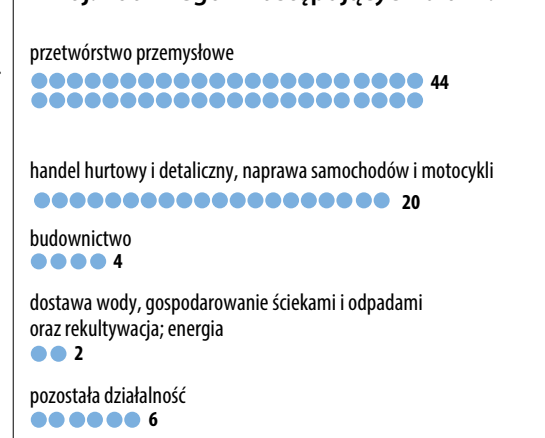 przetwórstwo przemysłowe
44
handel hurtowy i detaliczny, naprawa samochodów i motocykli
20
budownictwo
4
dostawa wody, gospodarowanie ściekami i odpadami
oraz rekultywacja; energia
2
pozostała działalność
6